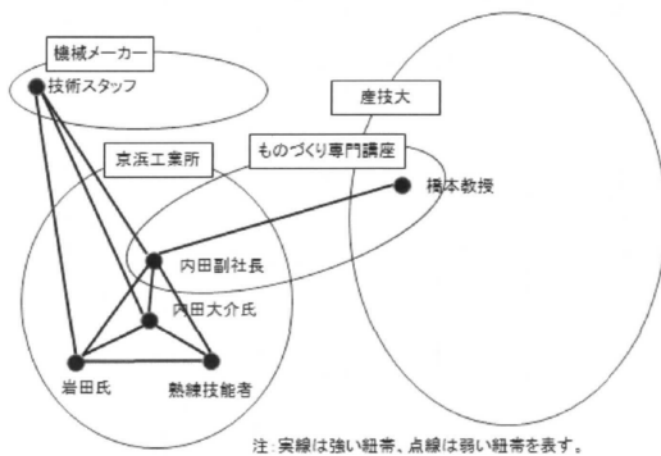 機械メーカー
技術スタッフ
産技大
ものづくり専門講座
京浜工業所
橋本教授
内田副社長
内田大介氏
岩田氏
熟練技能者
注:実線は強い紐帯、点線は弱い紐帯を表す。